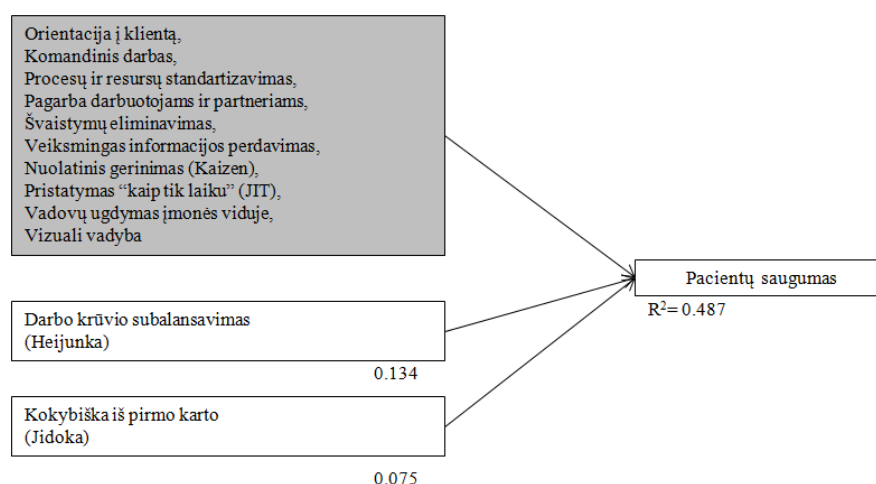 Orientacija į klientą,
Komandinis darbas,
Procesų ir resursų standartizavimas,
Pagarba darbuotojams ir partneriams,
Švaistymų eliminavimas,
Veiksmingas informacijos perdavimas,
Nuolatinis gerinimas (Kaizen),
Pristatymas “kaip tik laiku” (JIT),
Vadovų ugdymas įmonės viduje,
Vizuali vadyba
Pacientų saugumas
R²= 0.487
Darbo krūvio subalansavimas
(Heijunka)
0.134
Kokybiška iš pirmo karto
(Jidoka)
0.075